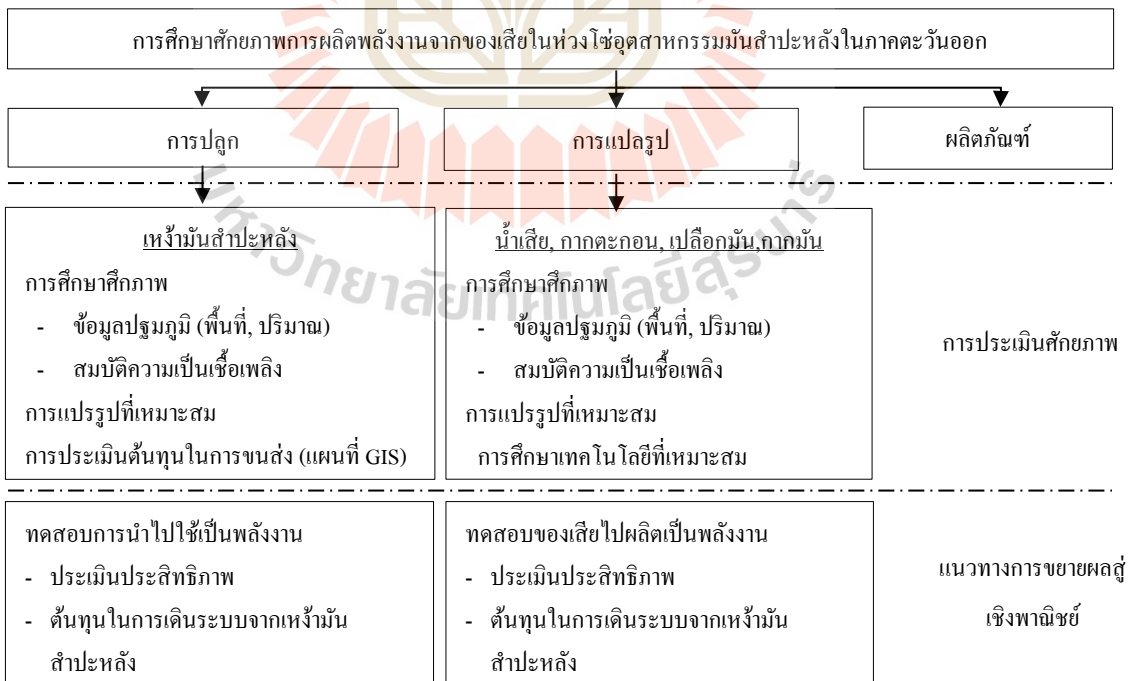 การศึกษาศักยภาพการผลิตพลังงานจากของเสียในห่วงโซ่อุตสาหกรรมมันสำปะหลังในภาคตะวันออก
การปลูก
การแปลรูป
ผลิตภัณฑ์
เหง้ามันสำปะหลัง
การศึกษาศึกภาพ
- ข้อมูลปฐมภูมิ (พื้นที่, ปริมาณ)
- สมบัติความเป็นเชื้อเพลิง
การแปรรูปที่เหมาะสม
การประเมินต้นทุนในการขนส่ง (แผนที่ GIS)
น้ำเสีย, กากตะกอน, เปลือกมัน,กากมัน
การศึกษาศึกภาพ
- ข้อมูลปฐมภูมิ (พื้นที่, ปริมาณ)
- สมบัติความเป็นเชื้อเพลิง
การแปรรูปที่เหมาะสม
การศึกษาเทคโนโลยีที่เหมาะสม
การประเมินศักยภาพ
มหาวิทยาลัยเทคโนโลยีสุรนารี
ทดสอบการนำไปใช้เป็นพลังงาน
- ประเมินประสิทธิภาพ
- ต้นทุนในการเดินระบบจากเหง้ามัน
สำปะหลัง
ทดสอบของเสียไปผลิตเป็นพลังงาน
- ประเมินประสิทธิภาพ
- ต้นทุนในการเดินระบบจากเหง้ามัน
สำปะหลัง
แนวทางการขยายผลสู่
เชิงพาณิชย์